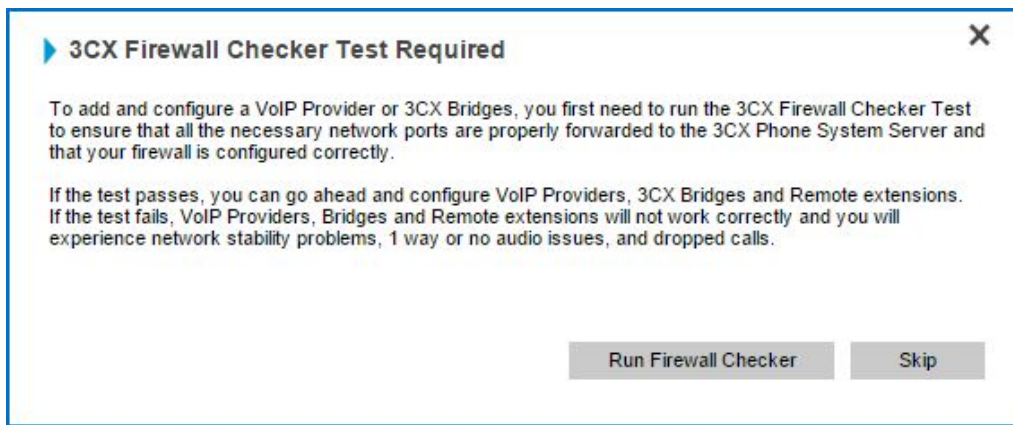 3CX Firewall Checker Test Required
To add and configure a VoIP Provider or 3CX Bridges, you first need to run the 3CX Firewall Checker Test
to ensure that all the necessary network ports are properly forwarded to the 3CX Phone System Server and
that your firewall is configured correctly.
If the test passes, you can go ahead and configure VoIP Providers, 3CX Bridges and Remote extensions.
If the test fails, VoIP Providers, Bridges and Remote extensions will not work correctly and you will
experience network stability problems, 1 way or no audio issues, and dropped calls.
Run Firewall Checker Skip